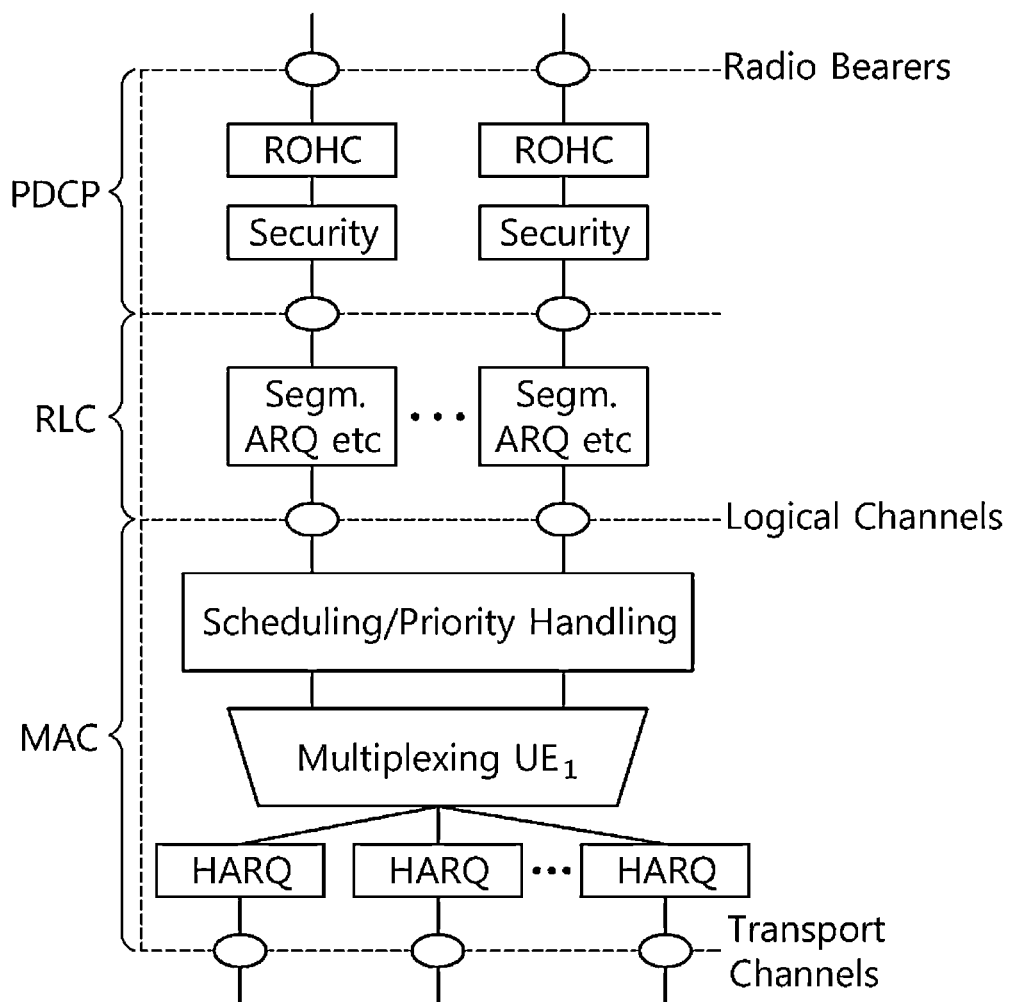 Radio Bearers
ROHC ROHC
PDCP
Security Security
Segm. Segm.
RLC
ARQ etc ARQ etc
Logical Channels
Scheduling/Priority Handling
MAC
Multiplexing UE₁
HARQ HARQ HARQ
Transport
Channels